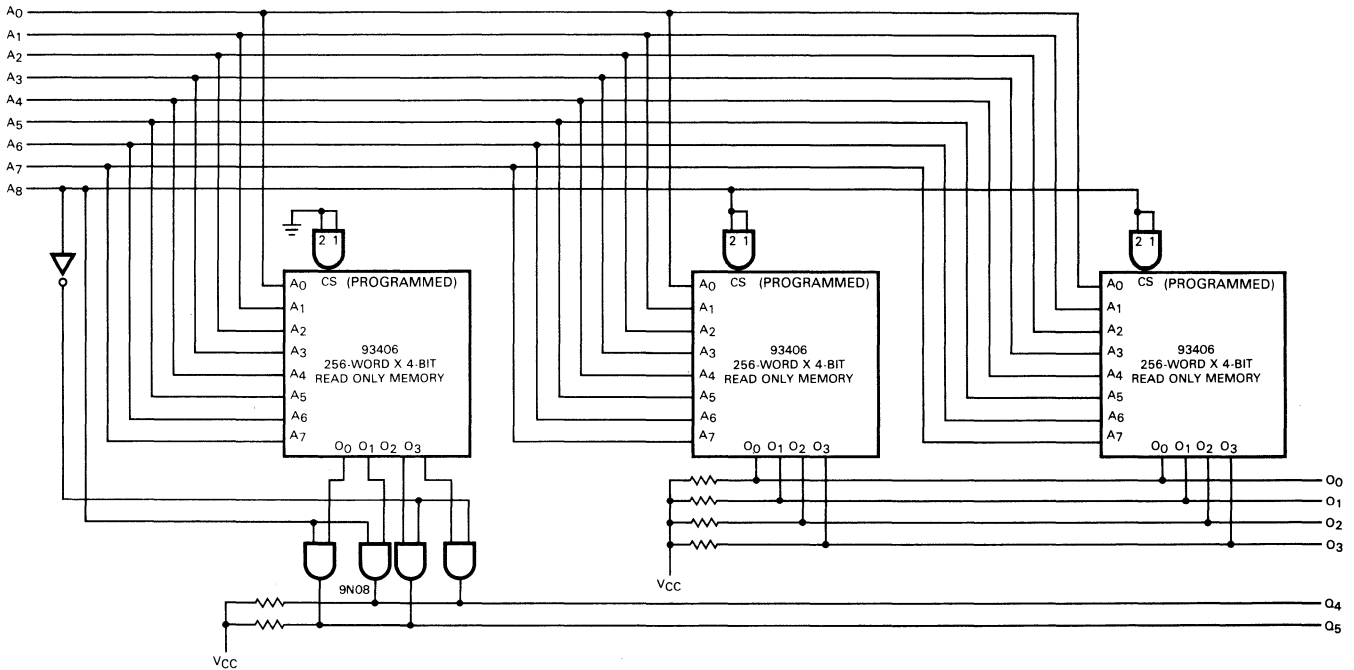 A0
A1
A2
A3
A4
A5
A6
A7
A8
2 1
2 1
2 1
A0 CS (PROGRAMMED)
A1
A2
A3
A4
A5
A6
A7
93406
256-WORD X 4-BIT
READ ONLY MEMORY
O0 O1 O2 O3
A0 CS (PROGRAMMED)
A1
A2
A3
A4
A5
A6
A7
93406
256-WORD X 4-BIT
READ ONLY MEMORY
O0 O1 O2 O3
A0 CS (PROGRAMMED)
A1
A2
A3
A4
A5
A6
A7
93406
256-WORD X 4-BIT
READ ONLY MEMORY
O0 O1 O2 O3
O0
O1
O2
O3
VCC
9N08
Q4
Q5
VCC